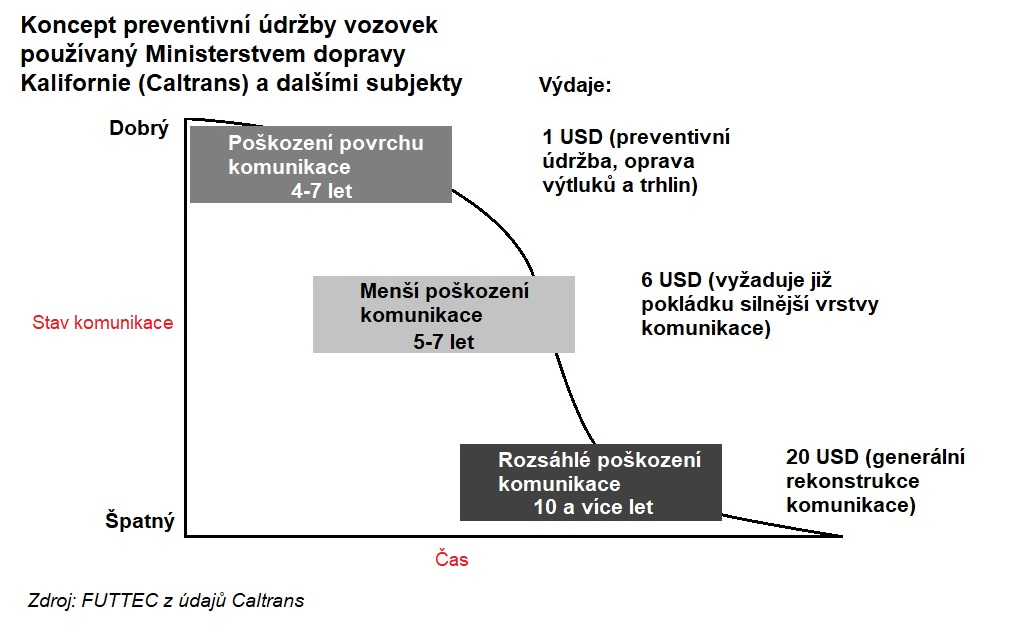 Koncept preventivní údržby vozovek
používaný Ministerstvem dopravy
Kalifornie (Caltrans) a dalšími subjekty
Výdaje:
Dobrý
Poškození povrchu
komunikace
4-7 let
1 USD (preventivní
údržba, oprava
výtluků a trhlin)
Stav komunikace
Menší poškození
komunikace
5-7 let
6 USD (vyžaduje již
pokládku silnější vrstvy
komunikace)
Rozsáhlé poškození
komunikace
10 a více let
20 USD (generální
rekonstrukce
komunikace)
Špatný
Čas
Zdroj: FUTTEC z údajů Caltrans